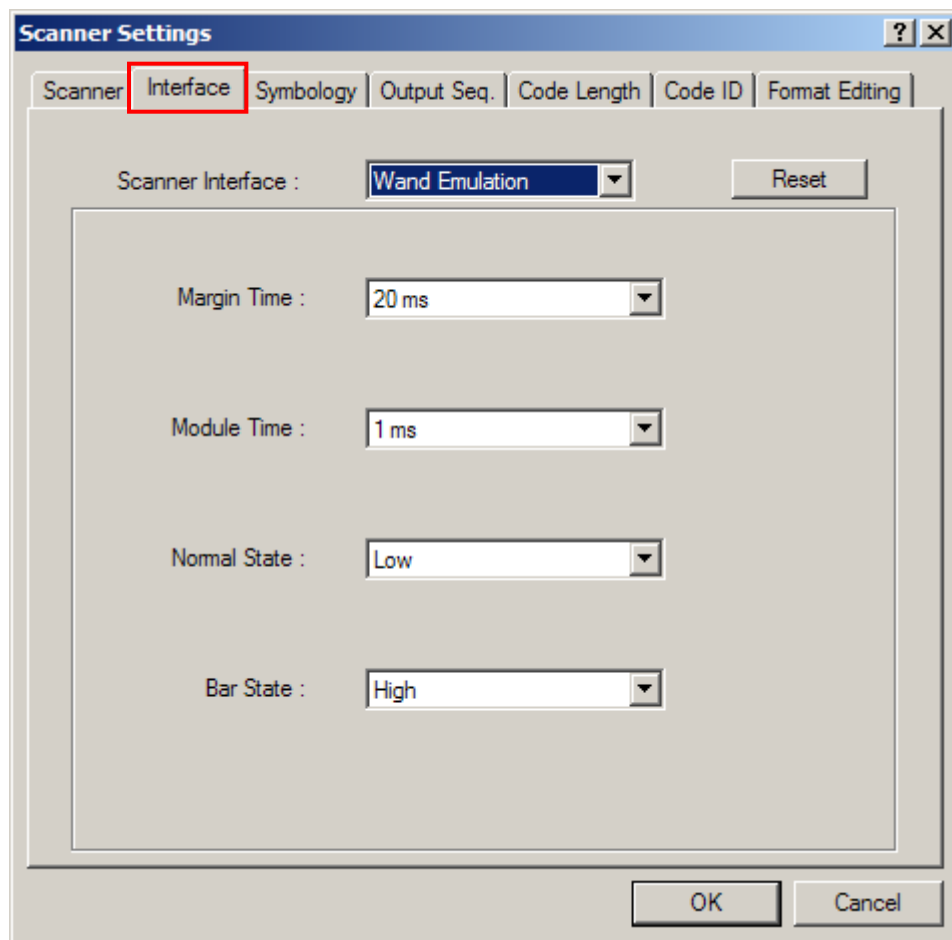 Scanner Settings
Scanner Interface Symbology Output Seq. Code Length Code ID Format Editing
Scanner Interface : Wand Emulation Reset
Margin Time : 20 ms
Module Time : 1 ms
Normal State : Low
Bar State : High
OK Cancel